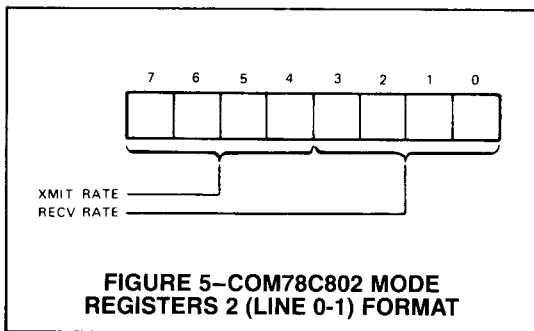 7 6 5 4 3 2 1 0
XMIT RATE
RECV RATE
FIGURE 5–COM78C802 MODE
REGISTERS 2 (LINE 0-1) FORMAT